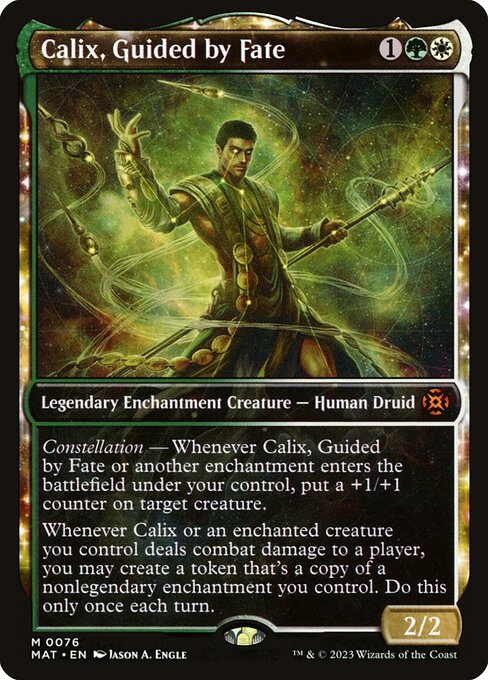 Calix, Guided by Fate 1
Legendary Enchantment Creature — Human Druid
Constellation — Whenever Calix, Guided
by Fate or another enchantment enters the
battlefield under your control, put a +1/+1
counter on target creature.
Whenever Calix or an enchanted creature
you control deals combat damage to a player,
you may create a token that's a copy of a
nonlegendary enchantment you control. Do this
only once each turn.
2/2
M 0076
MAT • EN Jason A. Engle
™ & © 2023 Wizards of the Coast